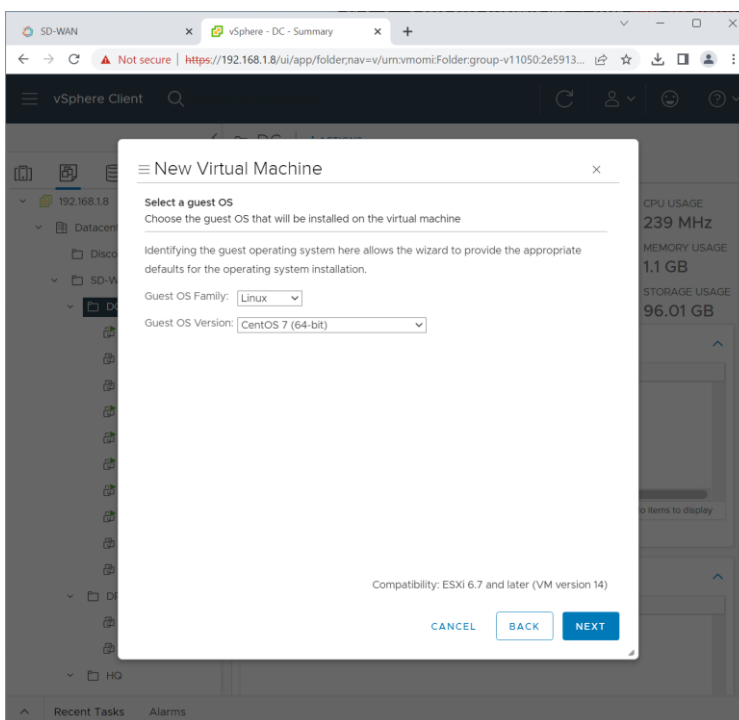 SD-WAN
vSphere - DC - Summary
Not secure | https://192.168.1.8/ui/app/folder;nav=v/urn:vmomi:Folder:group-v11050:2e5913...
vSphere Client
DC
ACTIONS
New Virtual Machine
Select a guest OS
Choose the guest OS that will be installed on the virtual machine
Identifying the guest operating system here allows the wizard to provide the appropriate
defaults for the operating system installation.
Guest OS Family: Linux
Guest OS Version: CentOS 7 (64-bit)
Compatibility: ESXi 6.7 and later (VM version 14)
CANCEL BACK NEXT
192.168.1.8
Datacen
Disco
SD-W
DC
HQ
CPU USAGE
239 MHz
MEMORY USAGE
1.1 GB
STORAGE USAGE
96.01 GB
o items to display
Recent Tasks Alarms